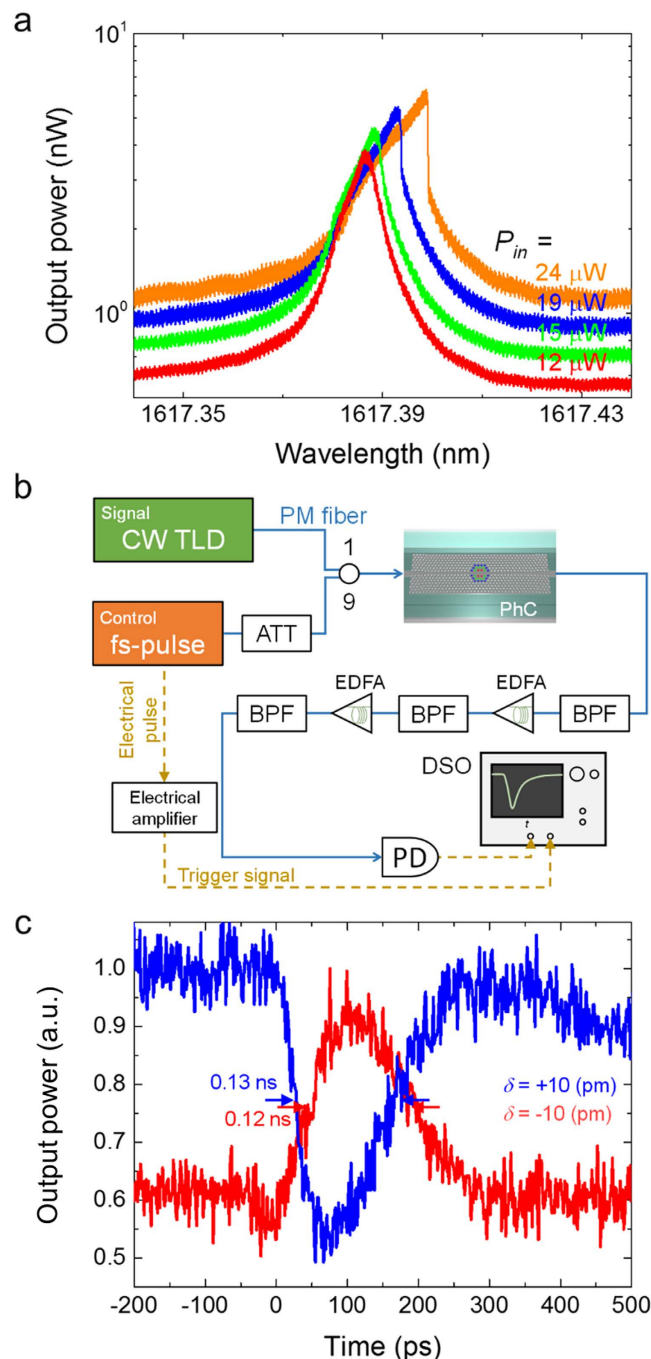 a
10¹
10⁰
Output power (nW)
P_in =
24 μW
19 μW
15 μW
12 μW
1617.35
1617.39
1617.43
Wavelength (nm)
b
Signal
CW TLD
PM fiber
1
9
PhC
Control
fs-pulse
ATT
EDFA
EDFA
BPF
BPF
BPF
Electrical
pulse
DSO
t
Electrical
amplifier
PD
Trigger signal
c
1.0
0.9
0.8
0.7
0.6
0.5
Output power (a.u.)
0.13 ns
0.12 ns
δ = +10 (pm)
δ = -10 (pm)
-200
-100
0
100
200
300
400
500
Time (ps)